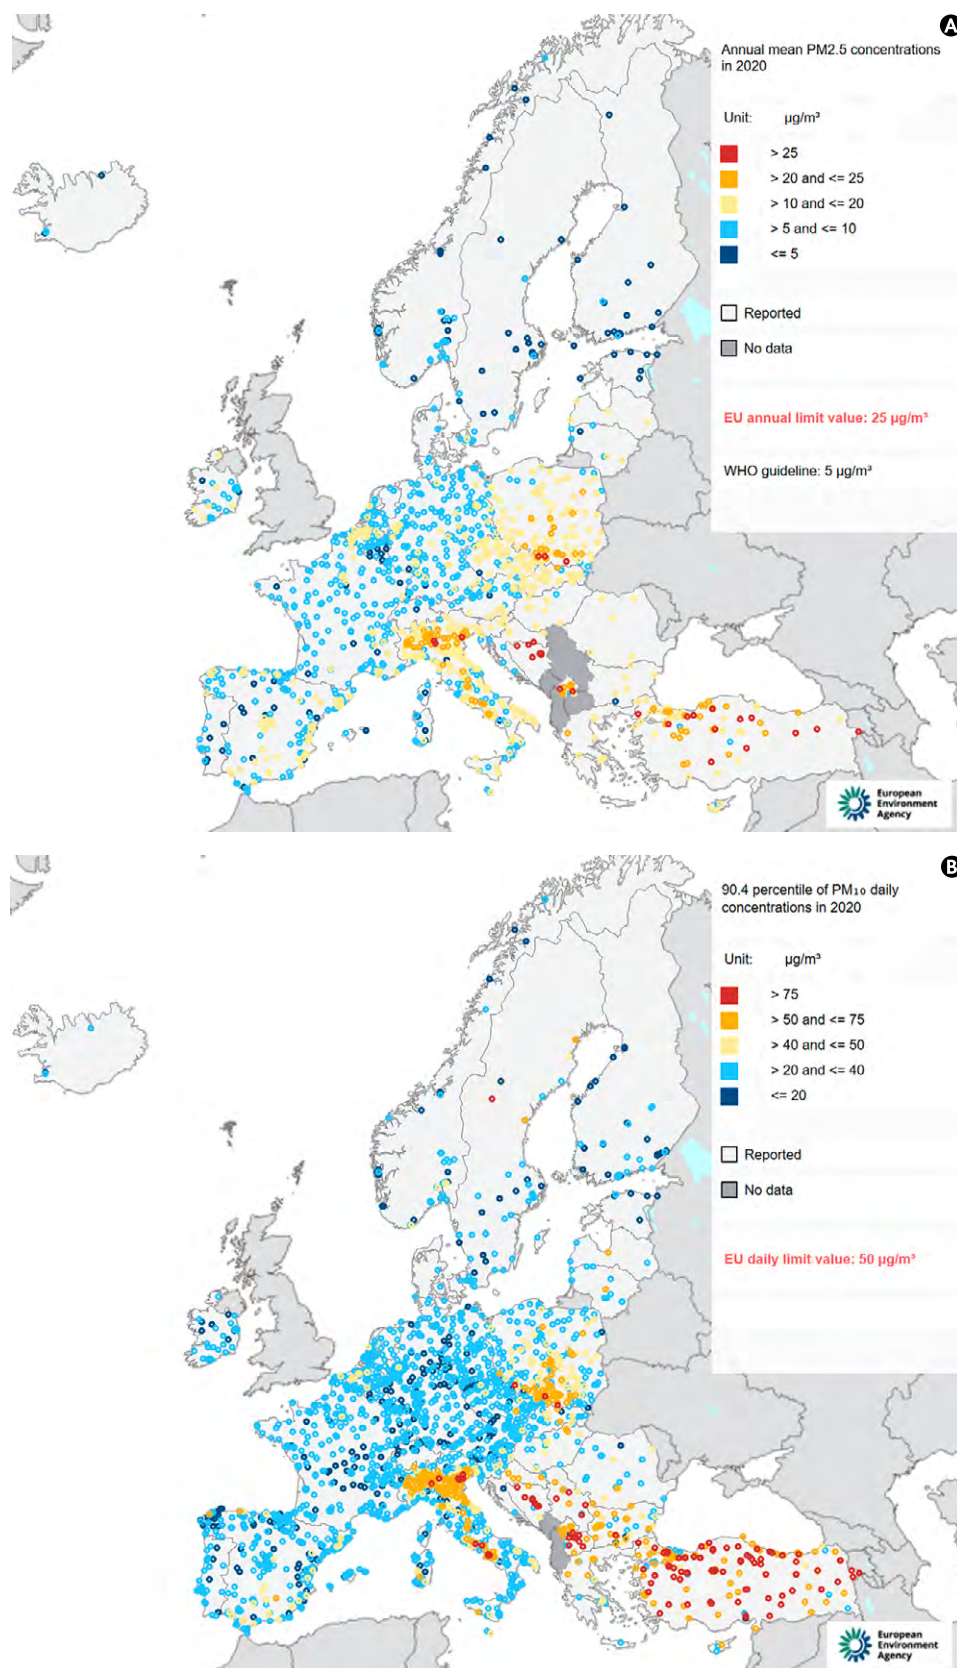 A
Annual mean PM2.5 concentrations
in 2020
Unit: µg/m³
> 25
> 20 and <= 25
> 10 and <= 20
> 5 and <= 10
<= 5
Reported
No data
EU annual limit value: 25 µg/m³
WHO guideline: 5 µg/m³
European
Environment
Agency
B
90.4 percentile of PM₁₀ daily
concentrations in 2020
Unit: µg/m³
> 75
> 50 and <= 75
> 40 and <= 50
> 20 and <= 40
<= 20
Reported
No data
EU daily limit value: 50 µg/m³
European
Environment
Agency